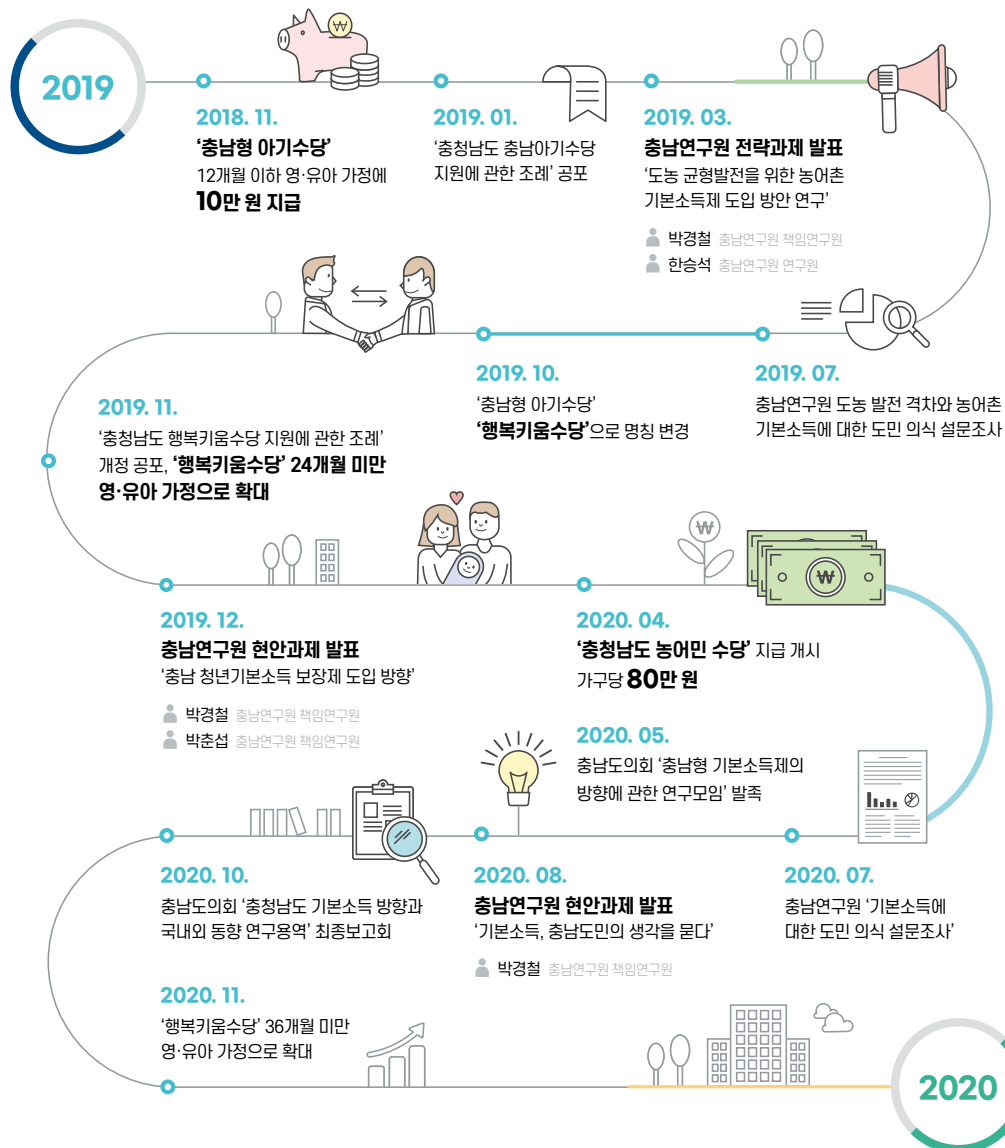 2019
2018. 11.
‘충남형 아기수당’
12개월 이하 영·유아 가정에
10만 원 지급
2019. 01.
‘충청남도 충남아기수당
지원에 관한 조례’ 공포
2019. 03.
충남연구원 전략과제 발표
‘도농 균형발전을 위한 농어촌
기본소득제 도입 방안 연구’
박경철 충남연구원 책임연구원
한승석 충남연구원 연구원
2019. 07.
충남연구원 도농 발전 격차와 농어촌
기본소득에 대한 도민 의식 설문조사
2019. 10.
‘충남형 아기수당’
‘행복키움수당’으로 명칭 변경
2019. 11.
‘충청남도 행복키움수당 지원에 관한 조례’
개정 공포, ‘행복키움수당’ 24개월 미만
영·유아 가정으로 확대
2019. 12.
충남연구원 현안과제 발표
‘충남 청년기본소득 보장제 도입 방향’
박경철 충남연구원 책임연구원
박춘섭 충남연구원 책임연구원
2020. 04.
‘충청남도 농어민 수당’ 지급 개시
가구당 80만 원
2020. 05.
충남도의회 ‘충남형 기본소득제의
방향에 관한 연구모임’ 발족
2020. 07.
충남연구원 ‘기본소득에
대한 도민 의식 설문조사’
2020. 08.
충남연구원 현안과제 발표
‘기본소득, 충남도민의 생각을 묻다’
박경철 충남연구원 책임연구원
2020. 10.
충남도의회 ‘충청남도 기본소득 방향과
국내외 동향 연구용역’ 최종보고회
2020. 11.
‘행복키움수당’ 36개월 미만
영·유아 가정으로 확대
2020